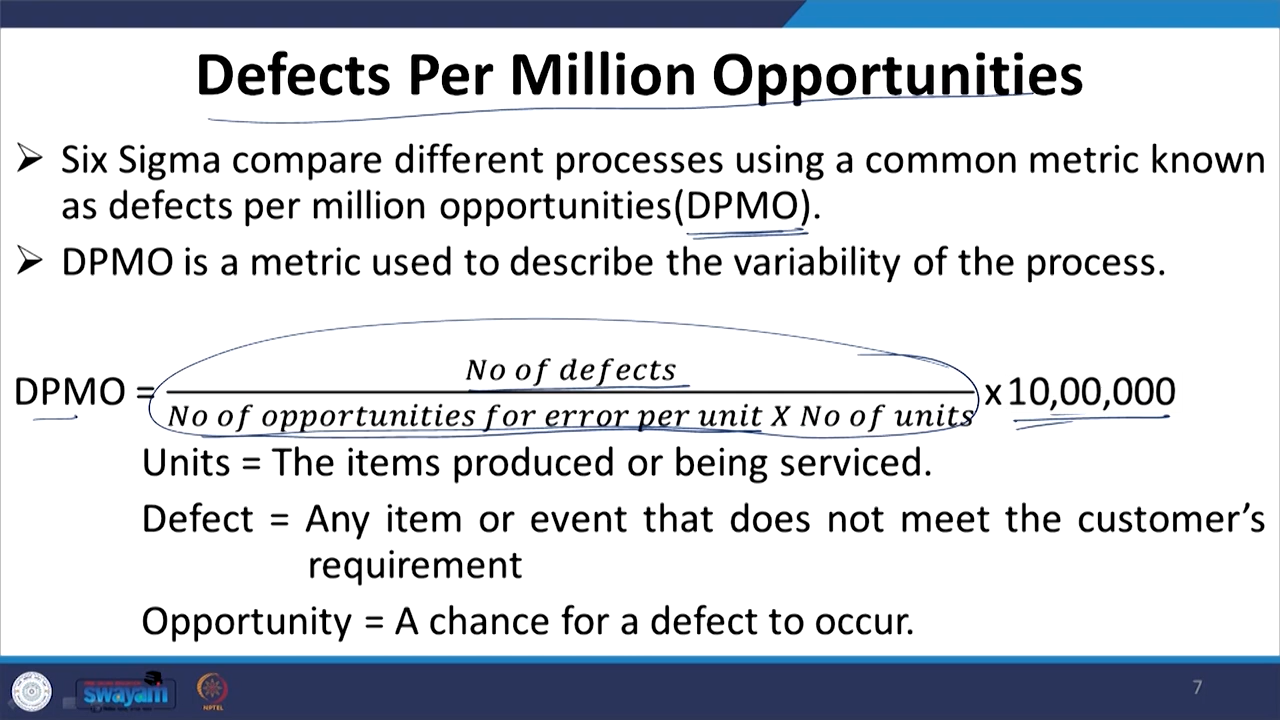 Defects Per Million Opportunities
➢ Six Sigma compare different processes using a common metric known
as defects per million opportunities(DPMO).
➢ DPMO is a metric used to describe the variability of the process.
No of defects
DPMO = x 10,00,000
No of opportunities for error per unit X No of units
Units = The items produced or being serviced.
Defect = Any item or event that does not meet the customer's
requirement
Opportunity = A chance for a defect to occur.
swayam
NPTEL
7